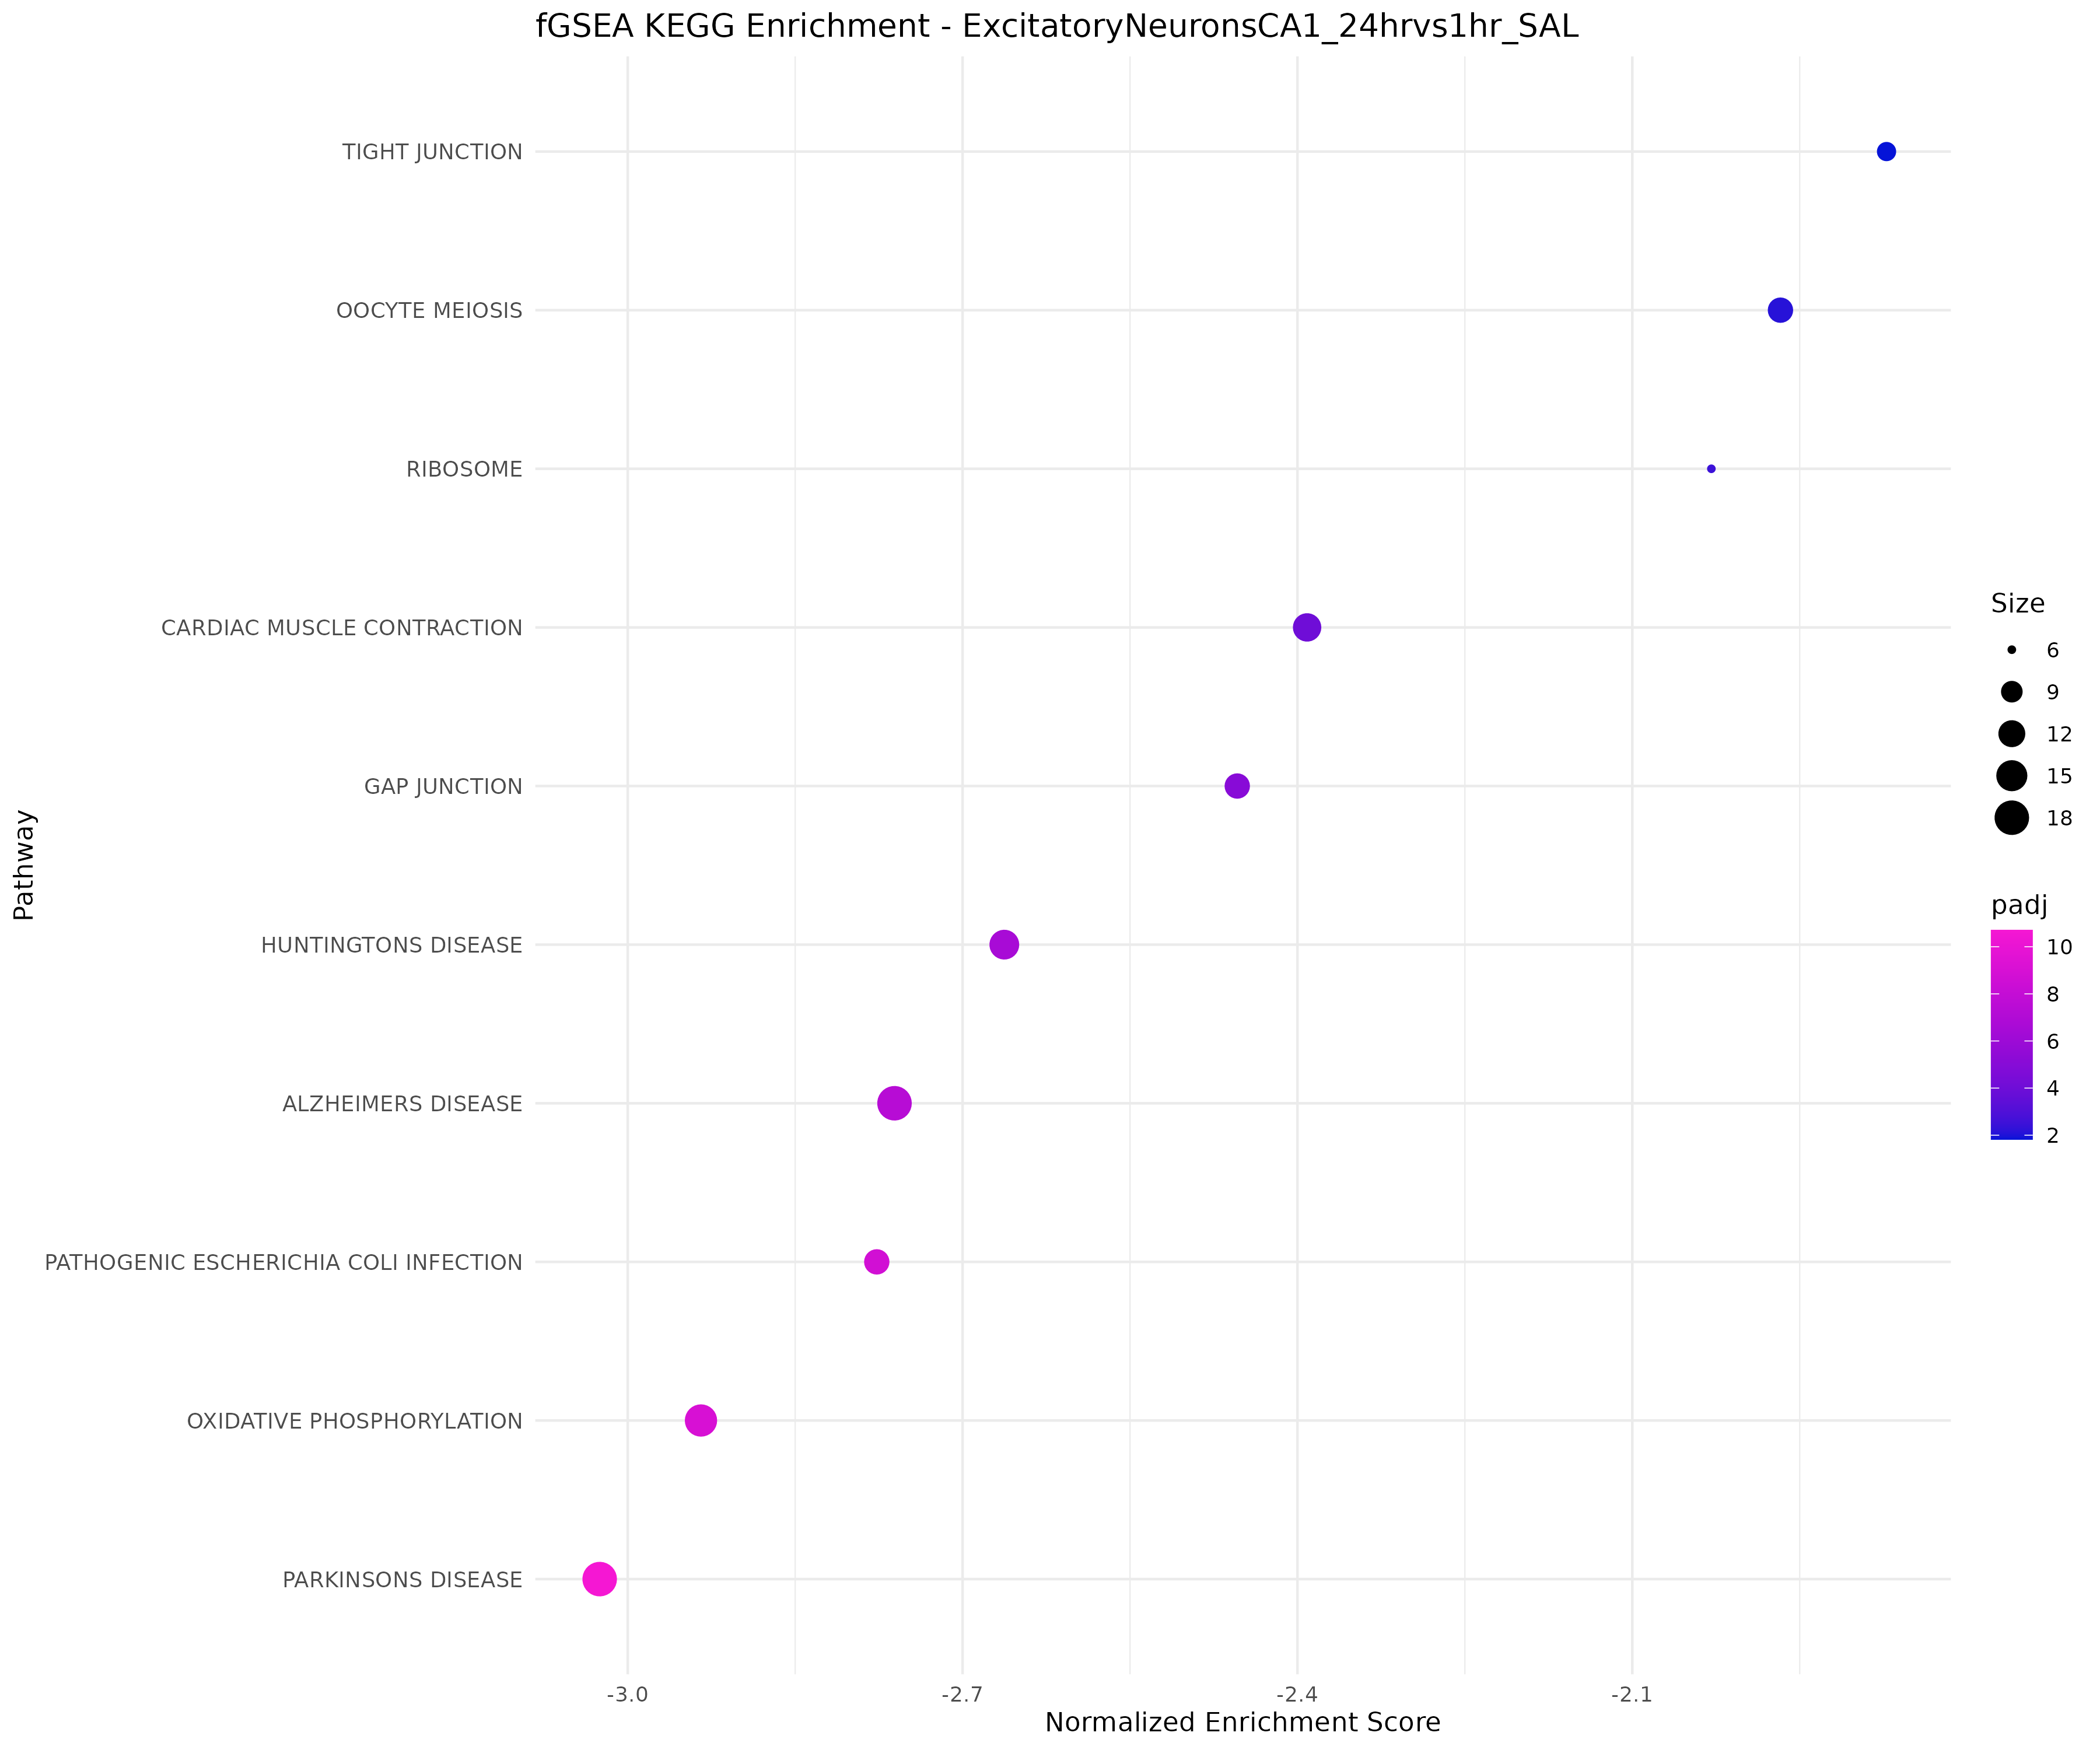 fGSEA KEGG Enrichment - ExcitatoryNeuronsCA1_24hrvs1hr_SAL
Pathway
TIGHT JUNCTION
OOCYTE MEIOSIS
RIBOSOME
CARDIAC MUSCLE CONTRACTION
GAP JUNCTION
HUNTINGTONS DISEASE
ALZHEIMERS DISEASE
PATHOGENIC ESCHERICHIA COLI INFECTION
OXIDATIVE PHOSPHORYLATION
PARKINSONS DISEASE
-3.0 -2.7 -2.4 -2.1
Normalized Enrichment Score
Size
6
9
12
15
18
padj
10
8
6
4
2